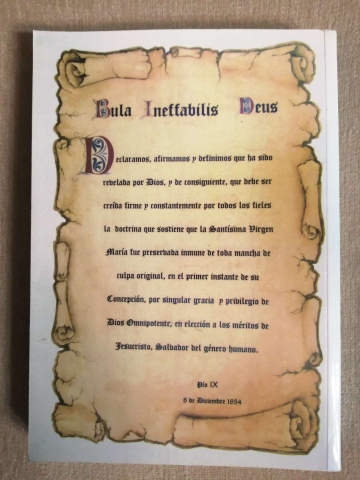 Bula Ineffabilis Deus
Declaramos, afirmamos y definimos que ha sido
revelada por Dios, y de consiguiente, que debe ser
creída firme y constantemente por todos los fieles
la doctrina que sostiene que la Santísima Virgen
María fue preservada inmune de toda mancha de
culpa original, en el primer instante de su
Concepción, por singular gracia y privilegio de
Dios Omnipotente, en elección a los méritos de
Jesucristo, Salvador del género humano.
Pío IX
8 de Diciembre 1854